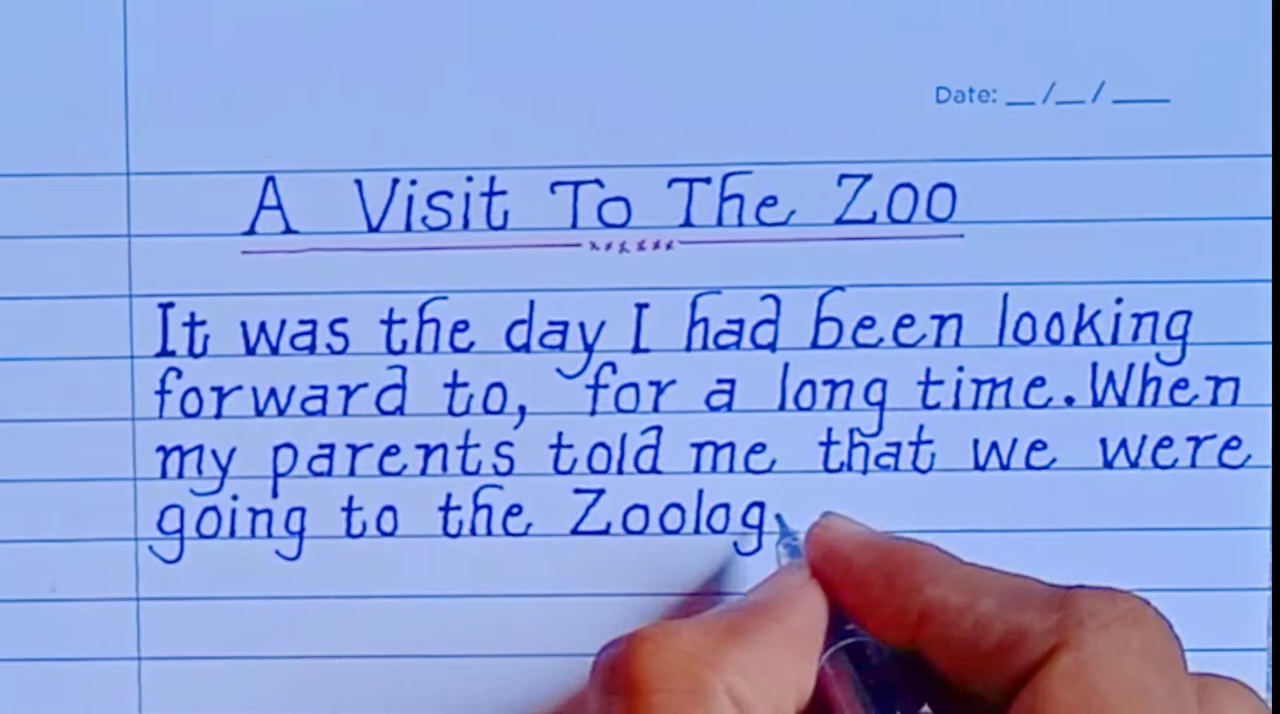 Date: __/__/____
A Visit To The Zoo
It was the day I had been looking
forward to, for a long time. When
my parents told me that we were
going to the Zoolog